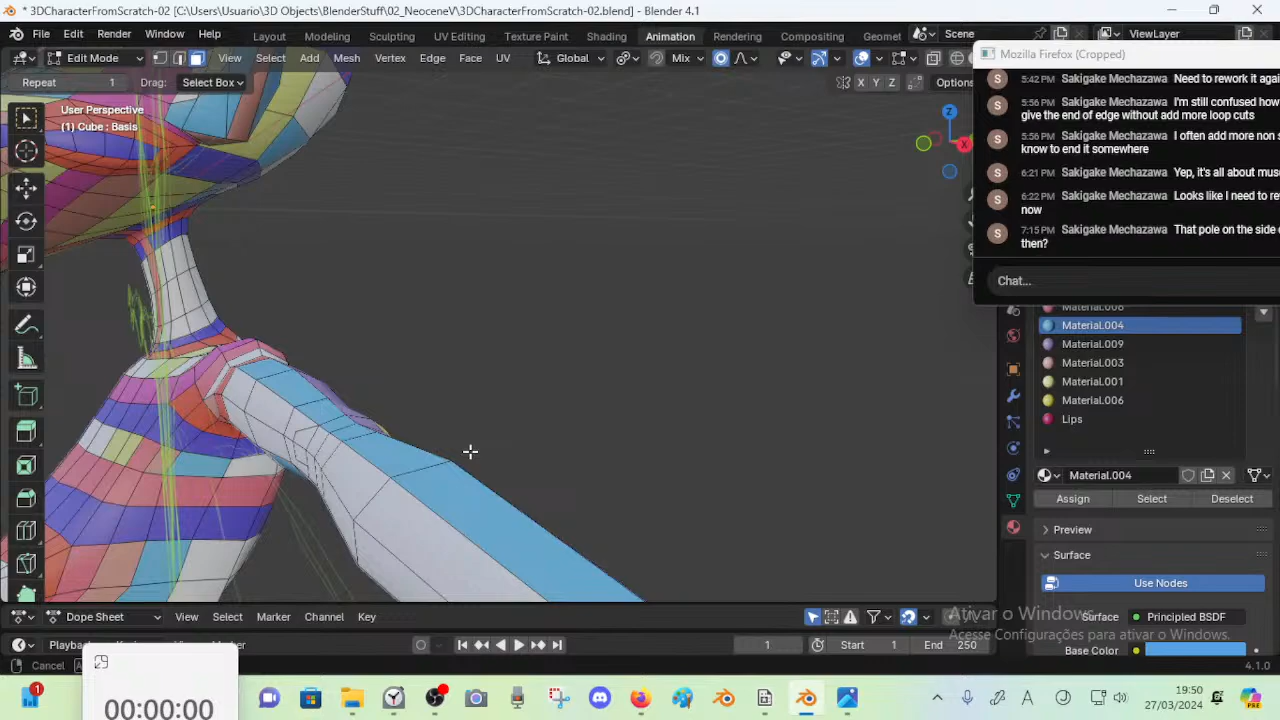 * 3DCharacterFromScratch-02 [C:\Users\Usuario\3D Objects\BlenderStuff\02_NeoceneV\3DCharacterFromScratch-02.blend] - Blender 4.1
File Edit Render Window Help Layout Modeling Sculpting UV Editing Texture Paint Shading Animation Rendering Compositing Geomet Scene ViewLayer
Edit Mode View Select Add Mesh Vertex Edge Face UV Global Mix
Mozilla Firefox (Cropped)
Repeat 1 Drag: Select Box X Y Z Options
User Perspective
(1) Cube : Basis
5:42 PM Sakigake Mechazawa Need to rework it agai
5:56 PM Sakigake Mechazawa I'm still confused how
give the end of edge without add more loop cuts
5:56 PM Sakigake Mechazawa I often add more non s
know to end it somewhere
6:21 PM Sakigake Mechazawa Yep, it's all about mus
6:22 PM Sakigake Mechazawa Looks like I need to re
now
7:15 PM Sakigake Mechazawa That pole on the side
then?
Chat...
Z
X
Material.008
Material.004
Material.009
Material.003
Material.001
Material.006
Lips
Material.004
Assign Select Deselect
Preview
Surface
Use Nodes
Surface Principled BSDF
Base Color
Ativar o Windows
Acesse Configurações para ativar o Windows.
Dope Sheet View Select Marker Channel Key
Playba 1 Start 1 End 250
Cancel 4.1.0
00:00:00
1
19:50
27/03/2024
PRE